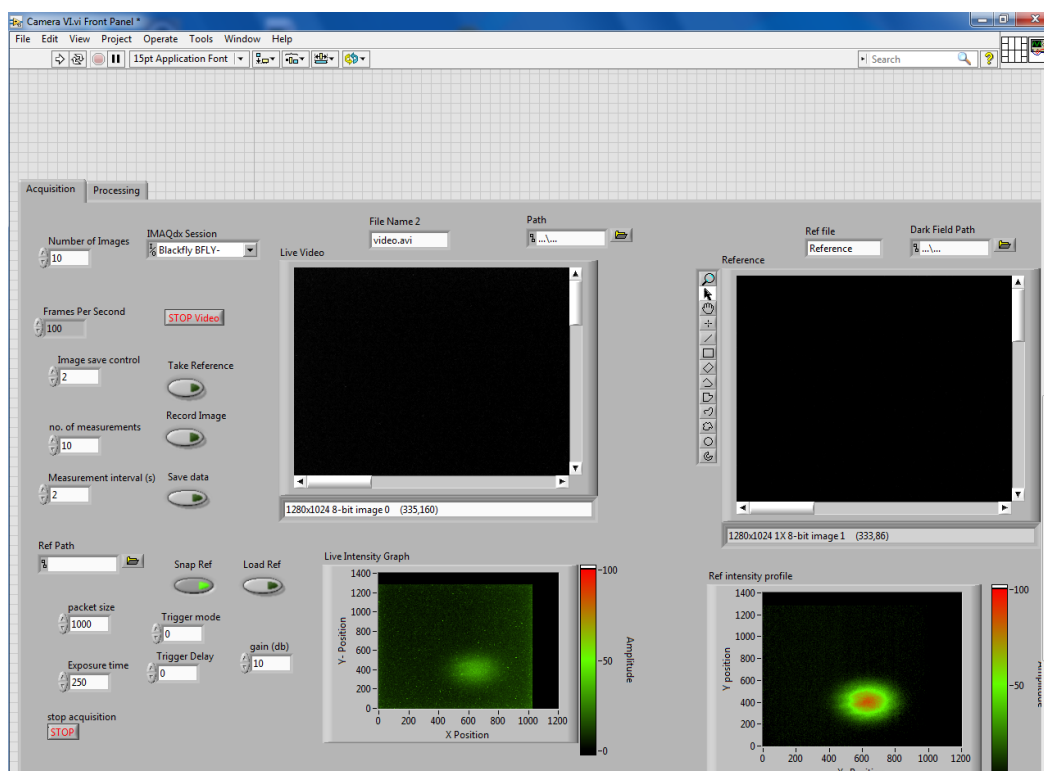 Camera VI.vi Front Panel *
File Edit View Project Operate Tools Window Help
15pt Application Font
Search
Acquisition
Processing
Number of Images
10
IMAQdx Session
Blackfly BFLY-
File Name 2
video.avi
Path
...\...
Ref file
Reference
Dark Field Path
...\...
Live Video
Reference
Frames Per Second
100
STOP Video
Image save control
2
Take Reference
Record Image
no. of measurements
10
Measurement interval (s)
2
Save data
1280x1024 8-bit image 0 (335,160)
1280x1024 1X 8-bit image 1 (333,86)
Ref Path
Snap Ref
Load Ref
packet size
1000
Trigger mode
0
Exposure time
250
Trigger Delay
0
gain (db)
10
stop acquisition
STOP
Live Intensity Graph
1400
1200
1000
800
600
400
200
0
Y- Position
0 200 400 600 800 1000 1200
X Position
100
50
0
Amplitude
Ref intensity profile
1400
1200
1000
800
600
400
200
0
Y position
0 200 400 600 800 1000 1200
100
50